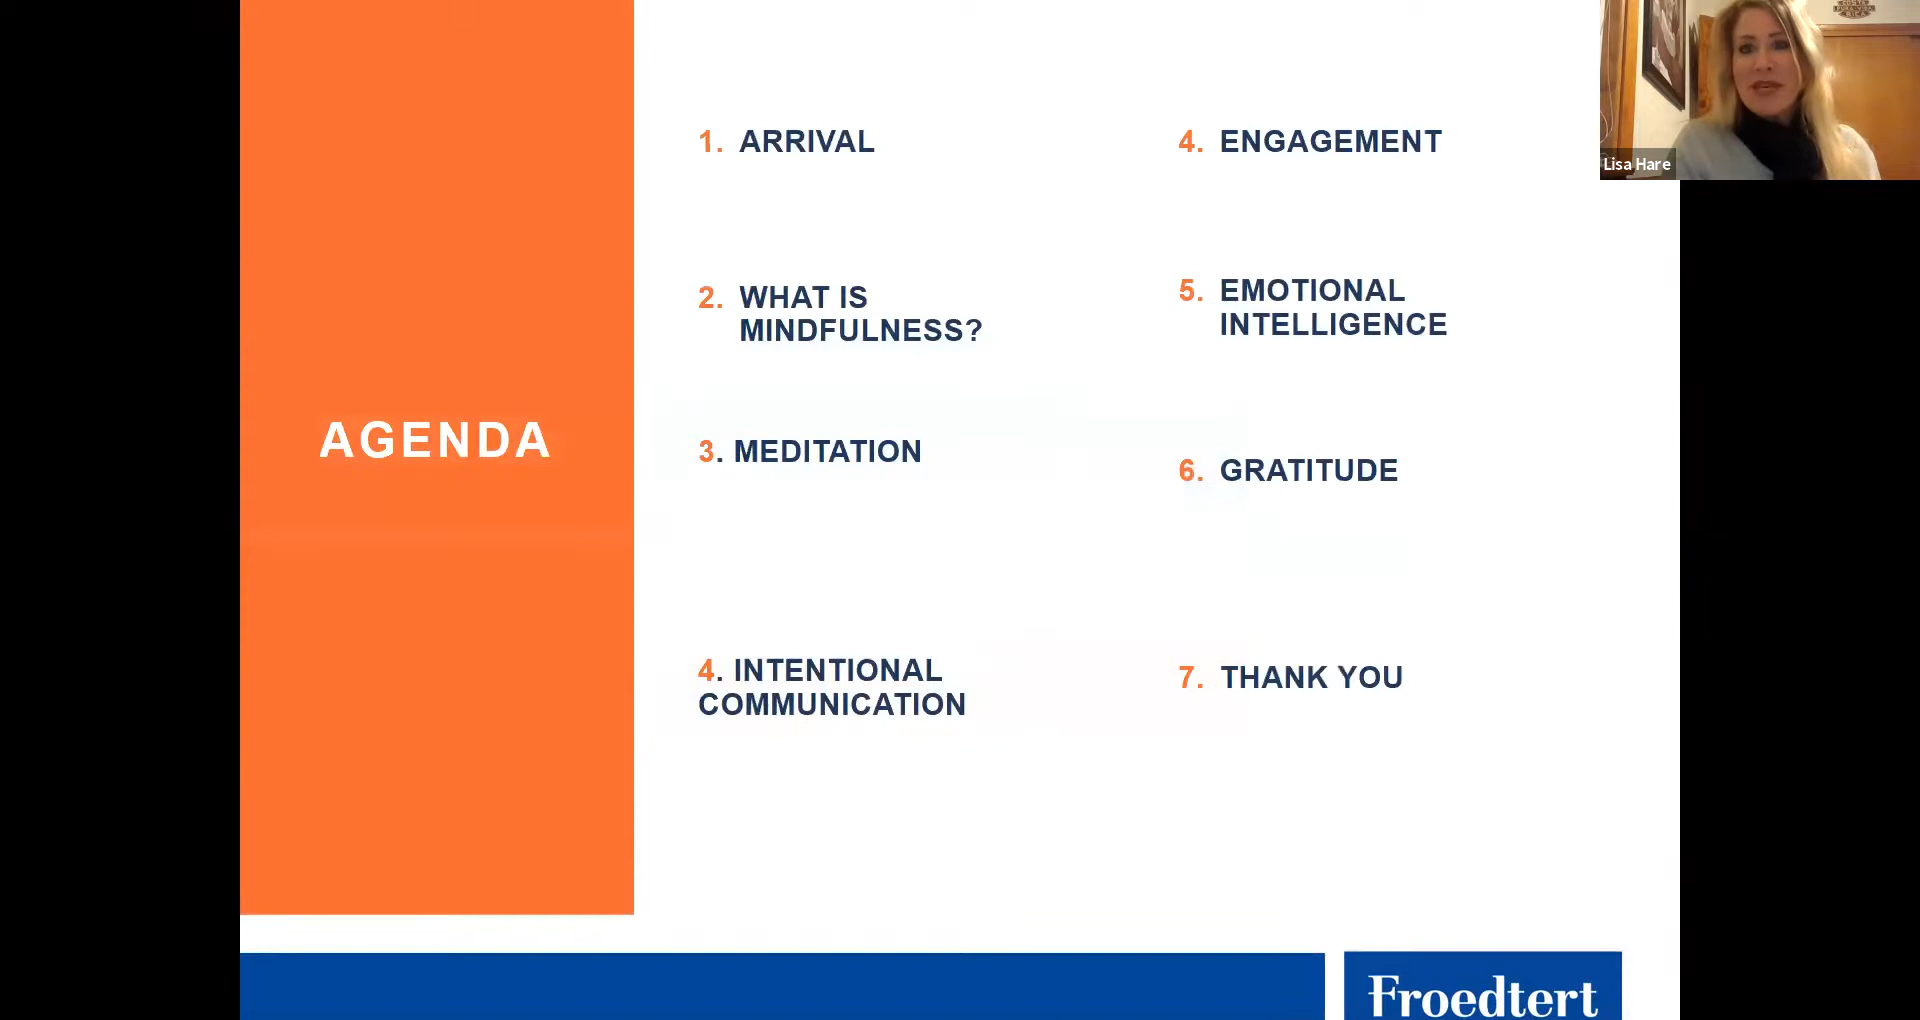 AGENDA
1. ARRIVAL
2. WHAT IS
MINDFULNESS?
3. MEDITATION
4. INTENTIONAL
COMMUNICATION
4. ENGAGEMENT
5. EMOTIONAL
INTELLIGENCE
6. GRATITUDE
7. THANK YOU
Lisa Hare
Froedtert